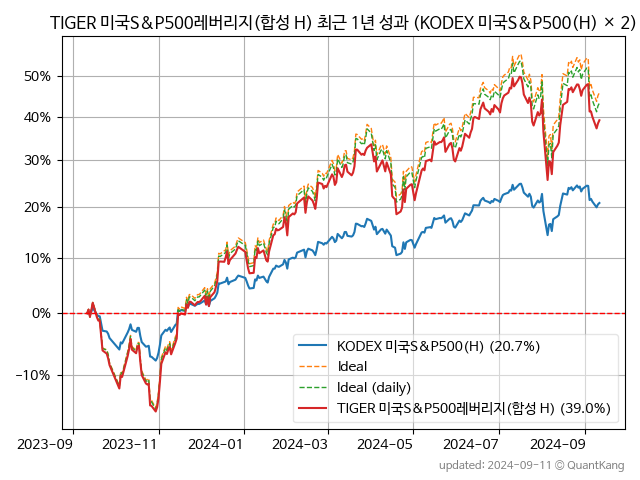 TIGER 미국S&P500레버리지(합성 H) 최근 1년 성과 (KODEX 미국S&P500(H) × 2)
50%
40%
30%
20%
10%
0%
−10%
KODEX 미국S&P500(H) (20.7%)
Ideal
Ideal (daily)
TIGER 미국S&P500레버리지(합성 H) (39.0%)
2023-09
2023-11
2024-01
2024-03
2024-05
2024-07
2024-09
updated: 2024-09-11 © QuantKang